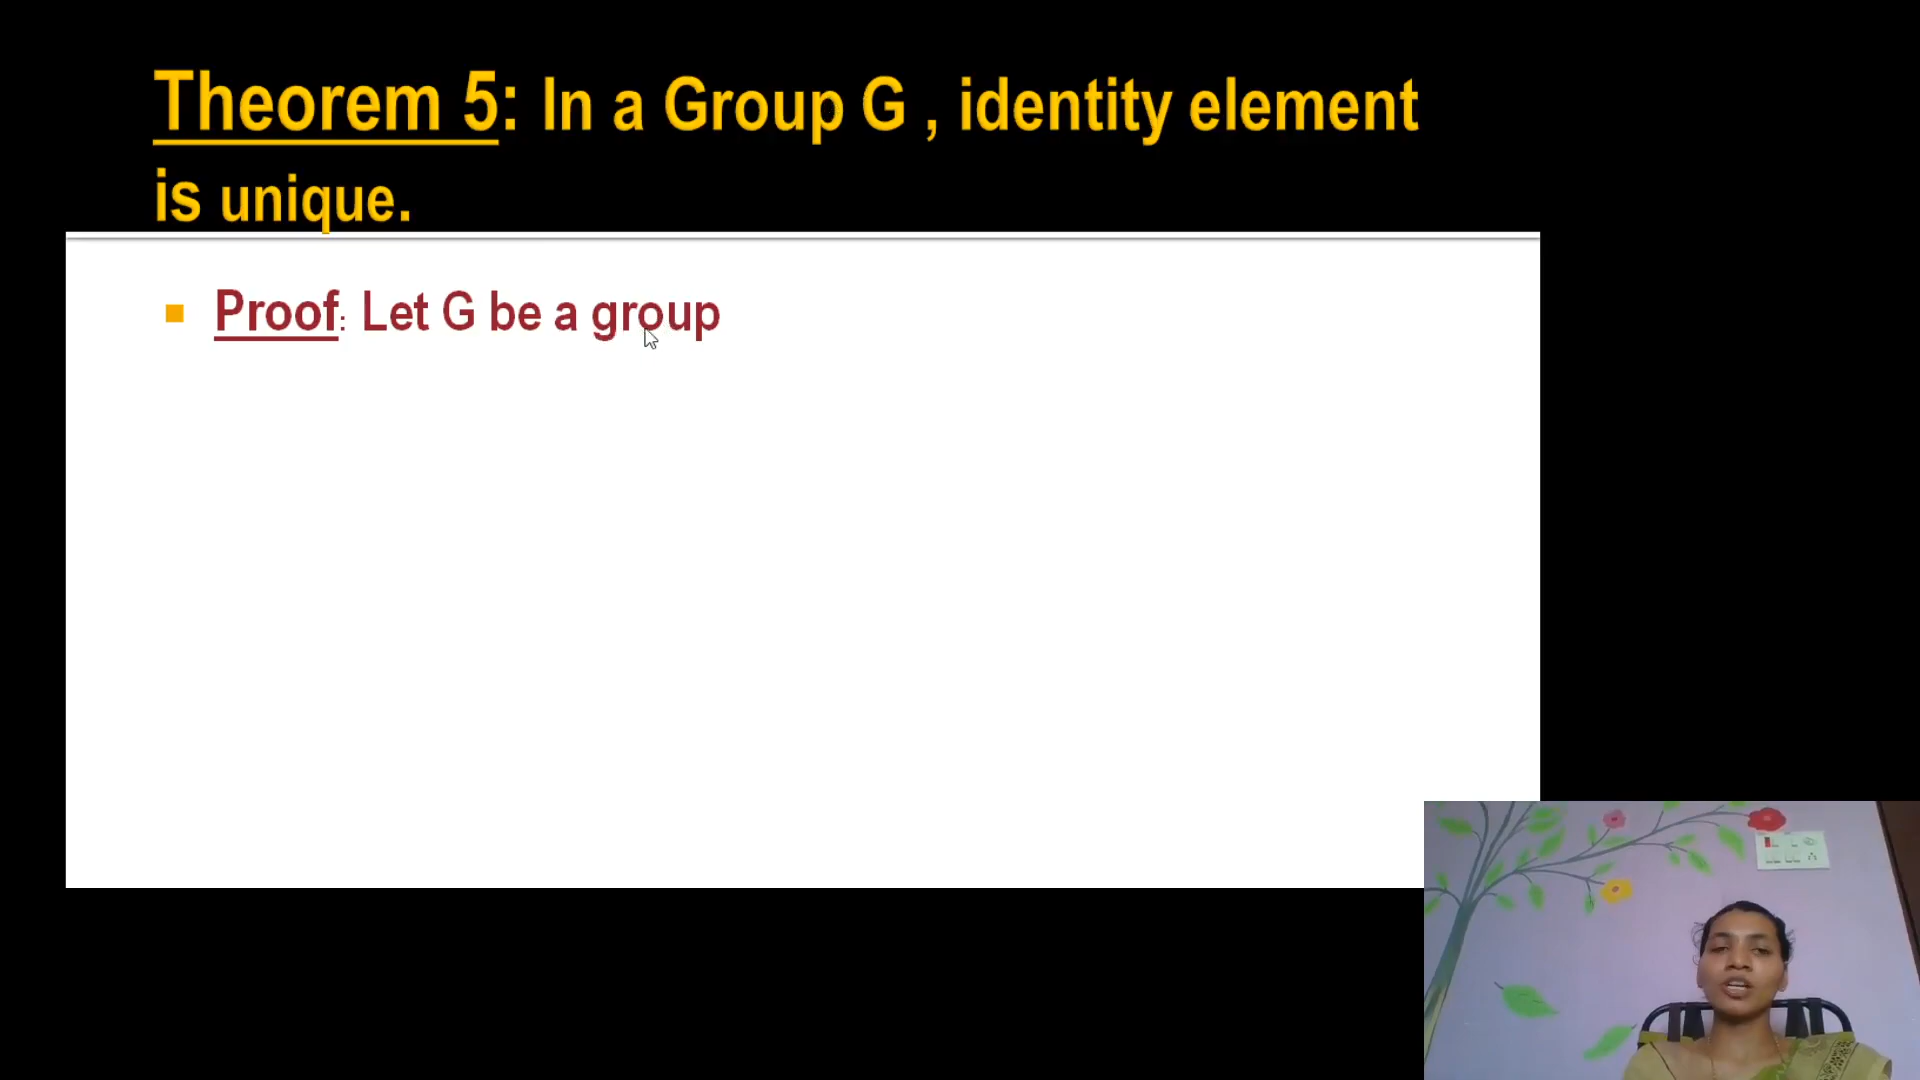 Theorem 5: In a Group G , identity element
is unique.
Proof: Let G be a group